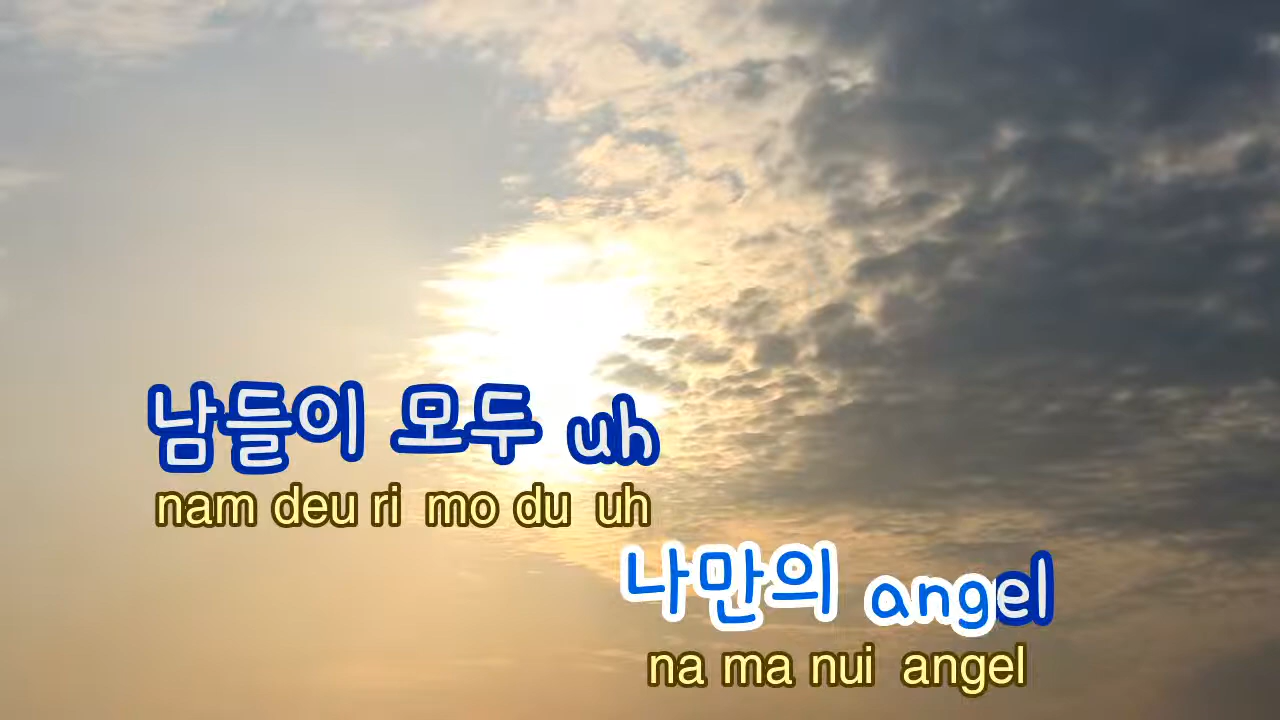 남들이 모두 uh
nam deu ri mo du uh
나만의 angel
na ma nui angel